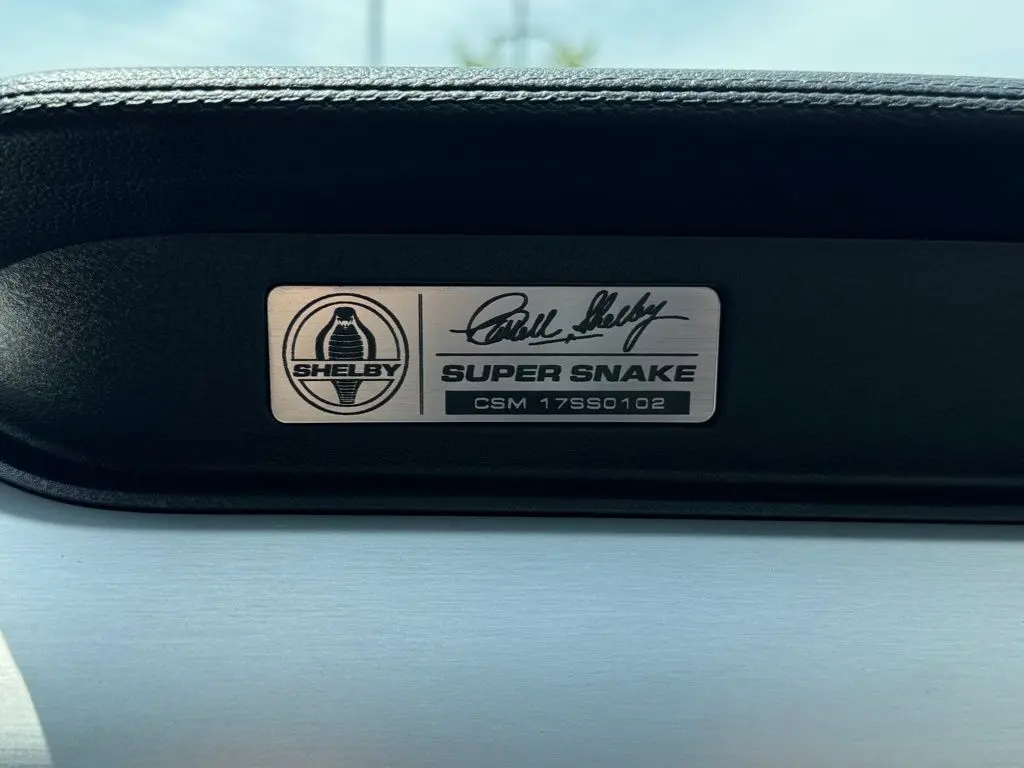 SHELBY
Carroll Shelby
SUPER SNAKE
CSM 17SS0102